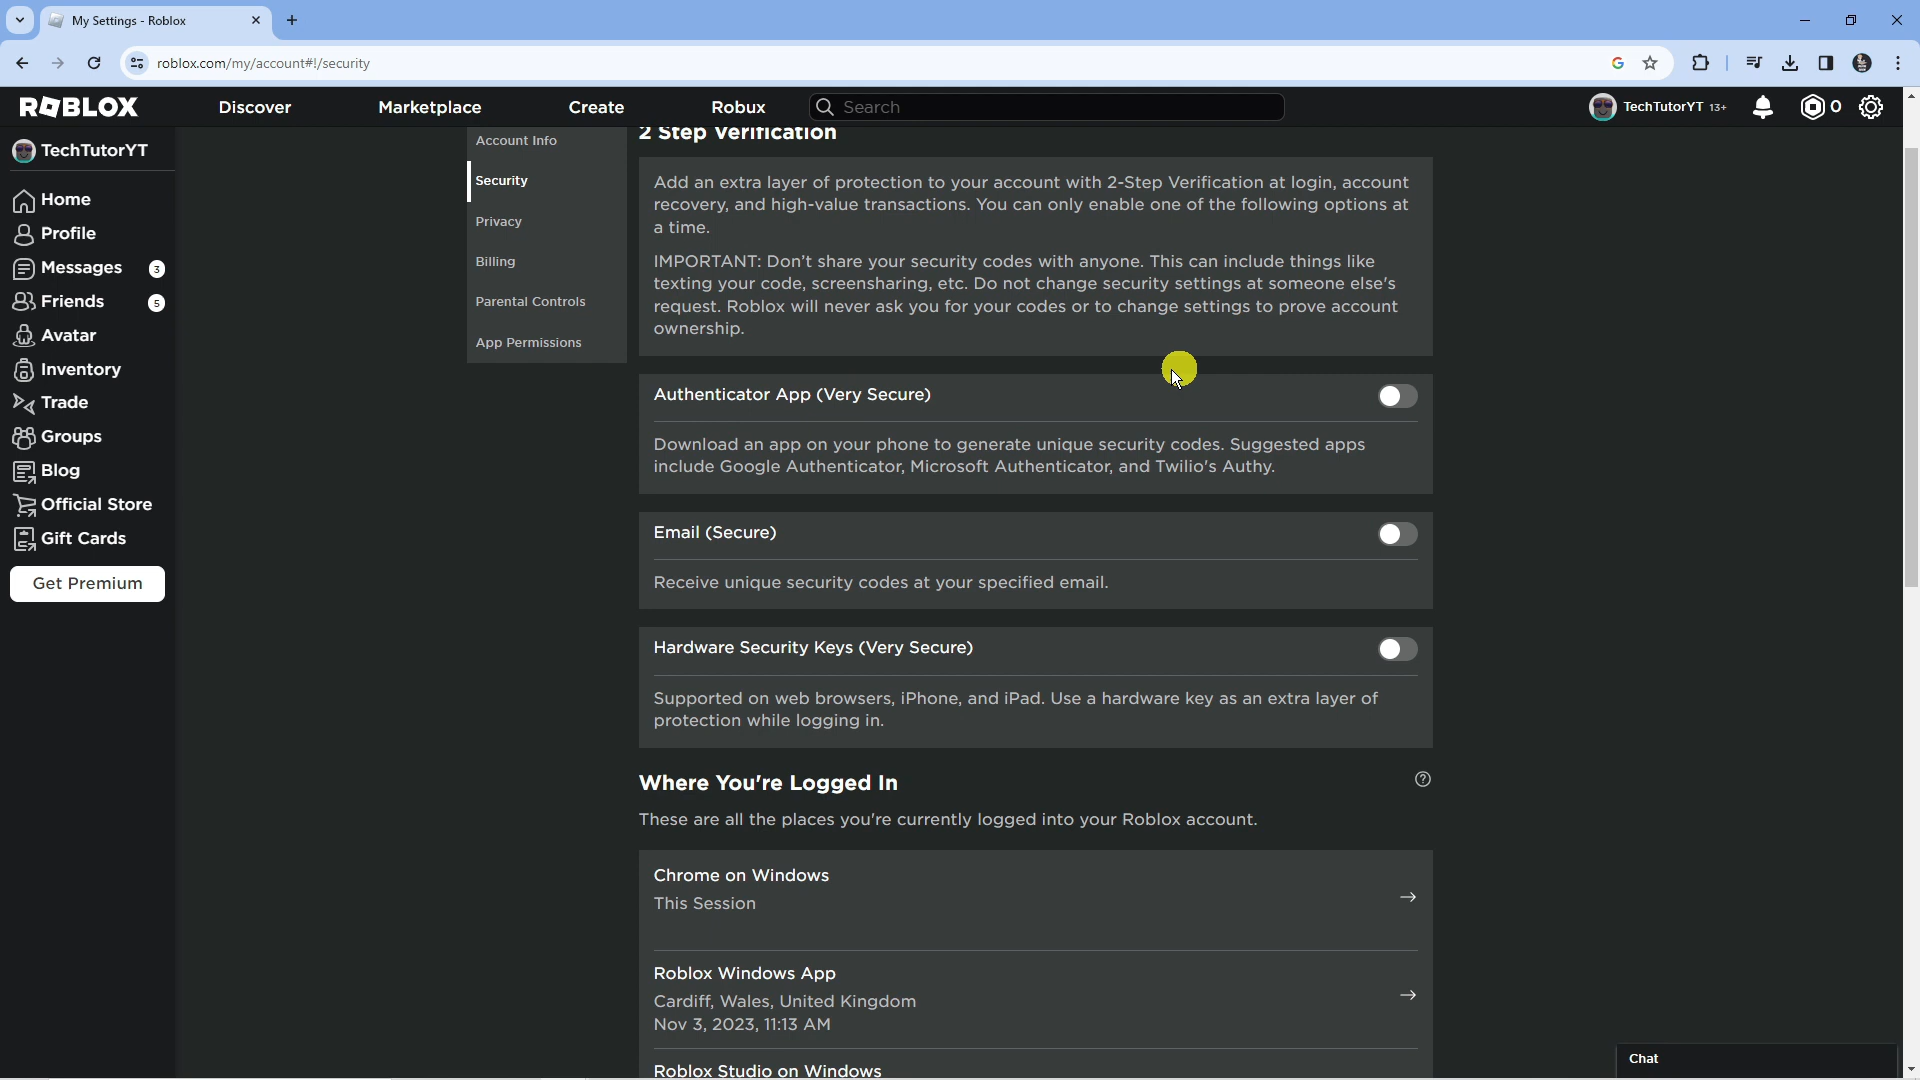 My Settings - Roblox
roblox.com/my/account#!/security
ROBLOX
Discover
Marketplace
Create
Robux
Search
TechTutorYT 13+
0
TechTutorYT
Home
Profile
Messages 3
Friends 5
Avatar
Inventory
Trade
Groups
Blog
Official Store
Gift Cards
Get Premium
Account Info
Security
Privacy
Billing
Parental Controls
App Permissions
2 Step Verification
Add an extra layer of protection to your account with 2-Step Verification at login, account
recovery, and high-value transactions. You can only enable one of the following options at
a time.
IMPORTANT: Don't share your security codes with anyone. This can include things like
texting your code, screensharing, etc. Do not change security settings at someone else's
request. Roblox will never ask you for your codes or to change settings to prove account
ownership.
Authenticator App (Very Secure)
Download an app on your phone to generate unique security codes. Suggested apps
include Google Authenticator, Microsoft Authenticator, and Twilio's Authy.
Email (Secure)
Receive unique security codes at your specified email.
Hardware Security Keys (Very Secure)
Supported on web browsers, iPhone, and iPad. Use a hardware key as an extra layer of
protection while logging in.
Where You're Logged In
These are all the places you're currently logged into your Roblox account.
Chrome on Windows
This Session
Roblox Windows App
Cardiff, Wales, United Kingdom
Nov 3, 2023, 11:13 AM
Roblox Studio on Windows
Chat